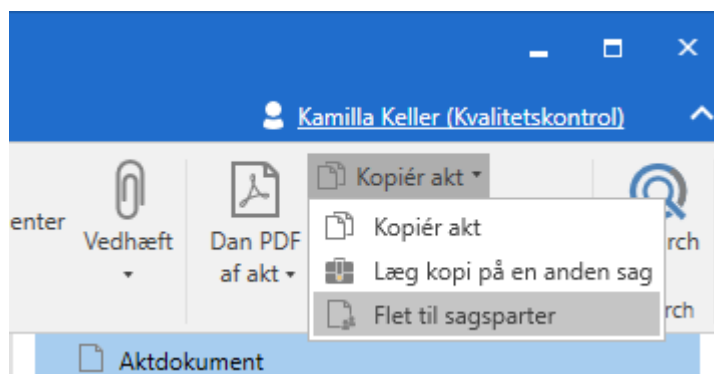 Kamilla Keller (Kvalitetskontrol)
Kopiér akt
enter
Vedhæft
Dan PDF
af akt
Kopiér akt
Læg kopi på en anden sag
Flet til sagsparter
rch
rch
Aktdokument